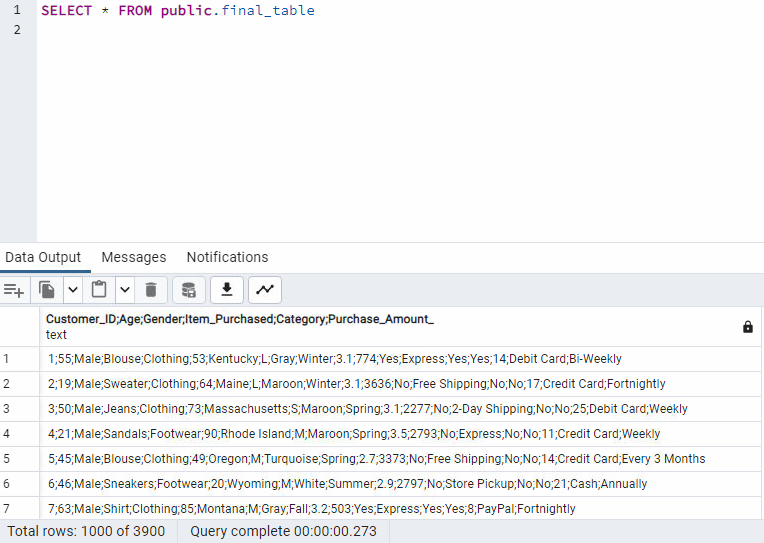 1 SELECT * FROM public.final_table
2
Data Output Messages Notifications
Customer_ID;Age;Gender;Item_Purchased;Category;Purchase_Amount_
text
1 1;55;Male;Blouse;Clothing;53;Kentucky;L;Gray;Winter;3.1;774;Yes;Express;Yes;Yes;14;Debit Card;Bi-Weekly
2 2;19;Male;Sweater;Clothing;64;Maine;L;Maroon;Winter;3.1;3636;No;Free Shipping;No;No;17;Credit Card;Fortnightly
3 3;50;Male;Jeans;Clothing;73;Massachusetts;S;Maroon;Spring;3.1;2277;No;2-Day Shipping;No;No;25;Debit Card;Weekly
4 4;21;Male;Sandals;Footwear;90;Rhode Island;M;Maroon;Spring;3.5;2793;No;Express;No;No;11;Credit Card;Weekly
5 5;45;Male;Blouse;Clothing;49;Oregon;M;Turquoise;Spring;2.7;3373;No;Free Shipping;No;No;14;Credit Card;Every 3 Months
6 6;46;Male;Sneakers;Footwear;20;Wyoming;M;White;Summer;2.9;2797;No;Store Pickup;No;No;21;Cash;Annually
7 7;63;Male;Shirt;Clothing;85;Montana;M;Gray;Fall;3.2;503;Yes;Express;Yes;Yes;8;PayPal;Fortnightly
Total rows: 1000 of 3900 Query complete 00:00:00.273